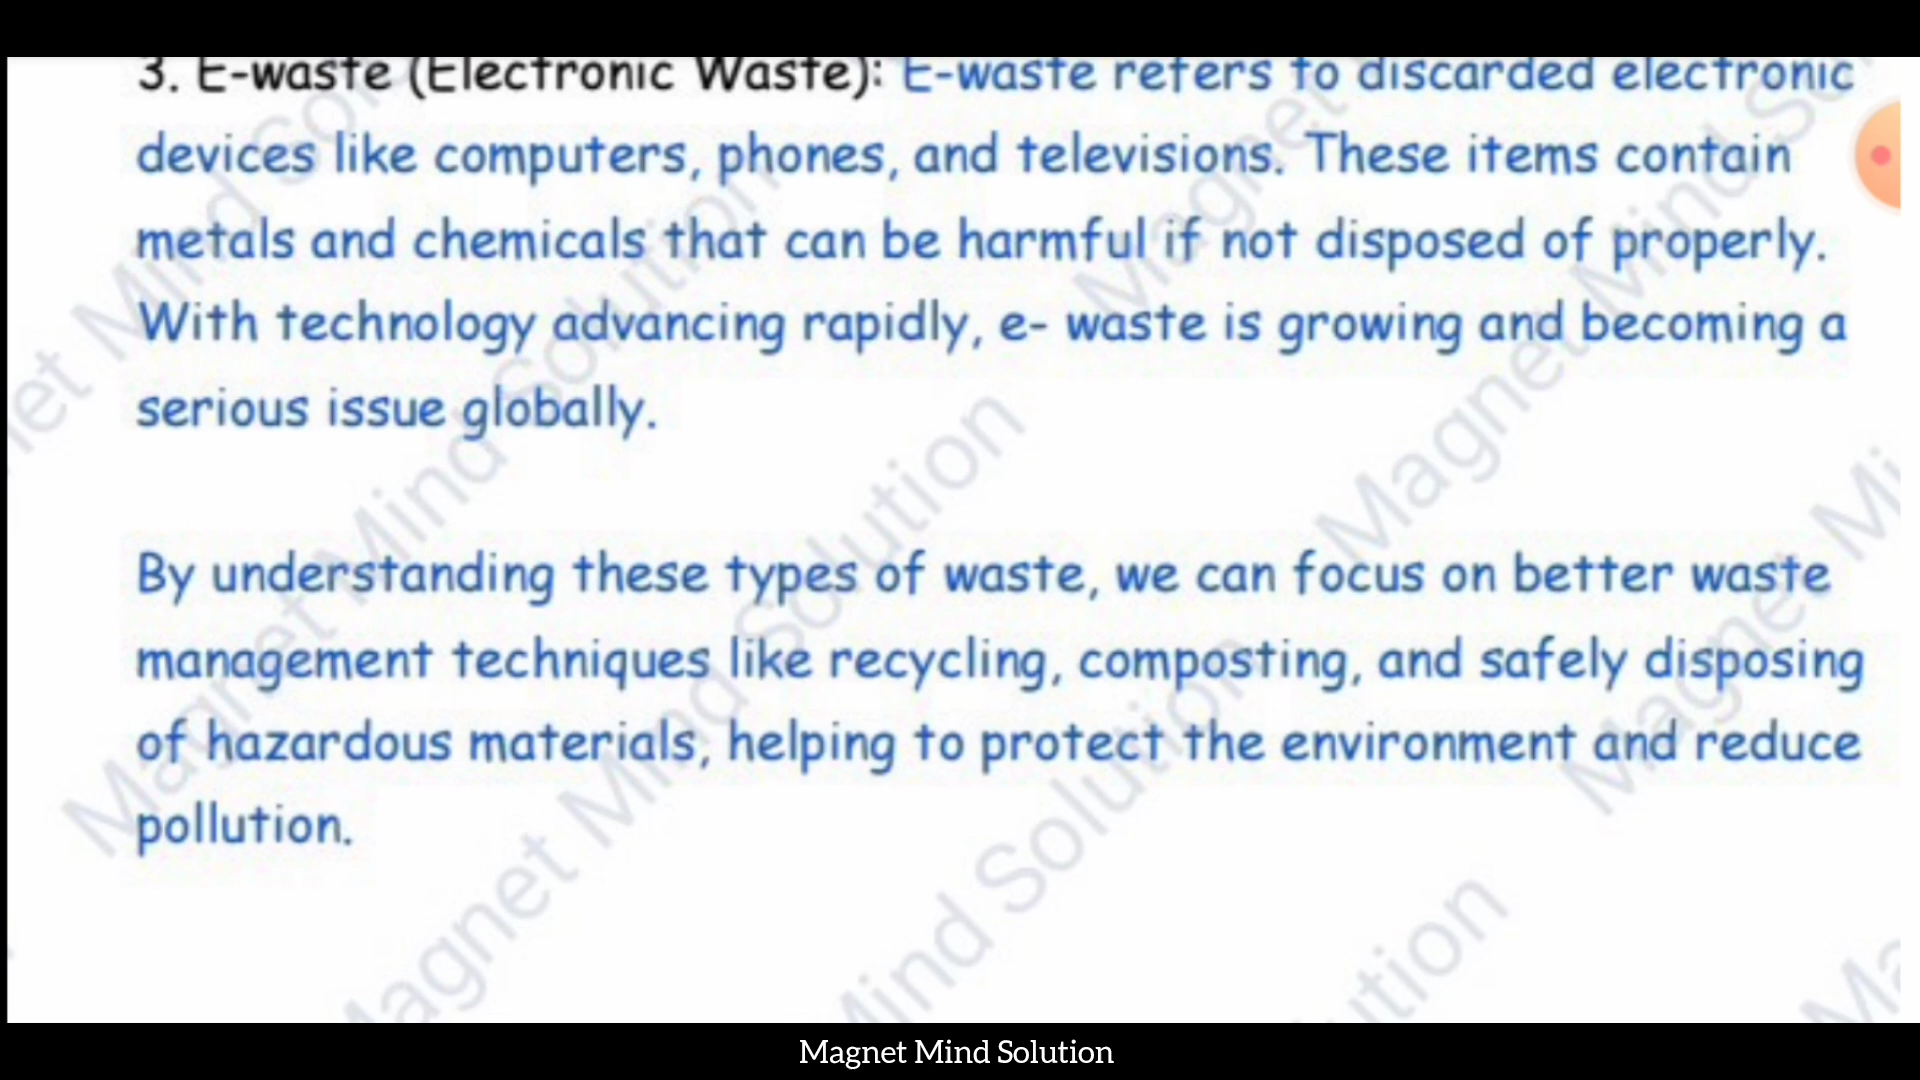 3. E-waste (Electronic Waste): E-waste refers to discarded electronic
devices like computers, phones, and televisions. These items contain
metals and chemicals that can be harmful if not disposed of properly.
With technology advancing rapidly, e- waste is growing and becoming a
serious issue globally.
By understanding these types of waste, we can focus on better waste
management techniques like recycling, composting, and safely disposing
of hazardous materials, helping to protect the environment and reduce
pollution.
Magnet Mind Solution